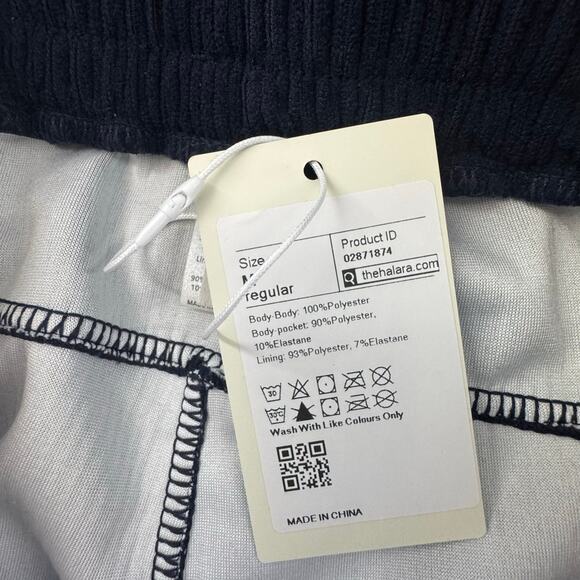 Size
M
regular
Product ID
02871874
thehalara.com
Body-Body: 100%Polyester
Body-pocket: 90%Polyester,
10%Elastane
Lining: 93%Polyester, 7%Elastane
30
30°C
Wash With Like Colours Only
MADE IN CHINA